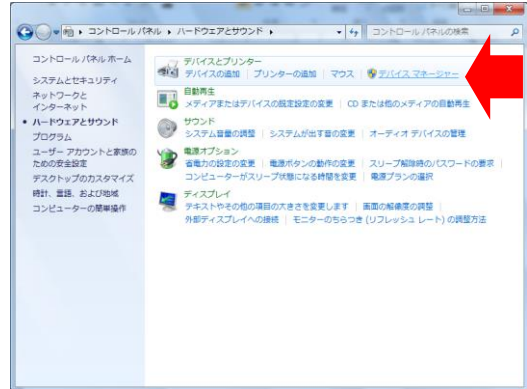 コントロール パネル ▸ ハードウェアとサウンド ▸
コントロール パネルの検索
コントロール パネル ホーム
システムとセキュリティ
ネットワークと
インターネット
ハードウェアとサウンド
プログラム
ユーザー アカウントと家族の
ための安全設定
デスクトップのカスタマイズ
時計、言語、および地域
コンピューターの簡単操作
デバイスとプリンター
デバイスの追加 | プリンターの追加 | マウス | デバイス マネージャー
自動再生
メディアまたはデバイスの既定設定の変更 | CD または他のメディアの自動再生
サウンド
システム音量の調整 | システムが出す音の変更 | オーディオ デバイスの管理
電源オプション
省電力の設定の変更 | 電源ボタンの動作の変更 | スリープ解除時のパスワードの要求 |
コンピューターがスリープ状態になる時間を変更 | 電源プランの選択
ディスプレイ
テキストやその他の項目の大きさを変更します | 画面の解像度の調整 |
外部ディスプレイへの接続 | モニターのちらつき (リフレッシュ レート) の調整方法